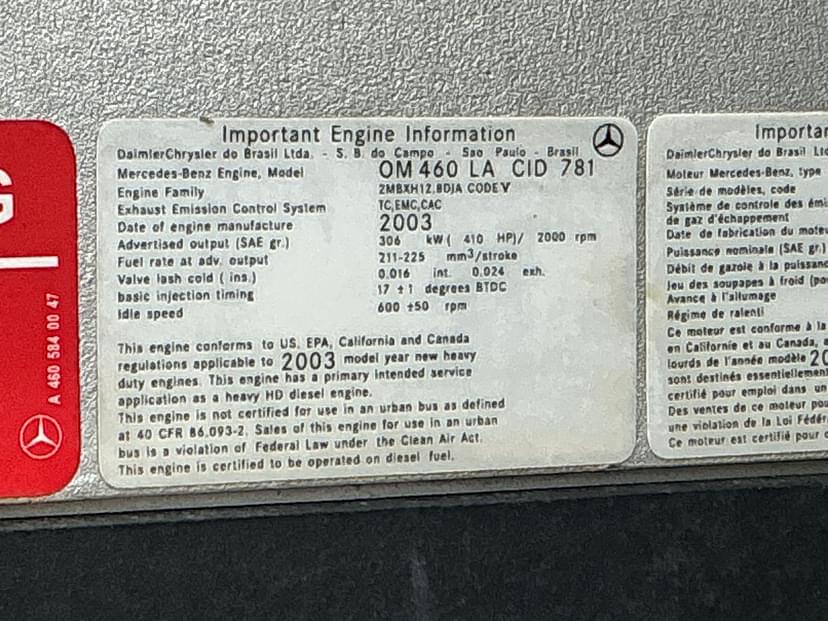 G
A 460 584 00 47
Important Engine Information
DaimlerChrysler do Brasil Ltda. - S. B. do Campo - Sao Paulo - Brasil
Mercedes-Benz Engine, Model OM 460 LA CID 781
Engine Family 2MBXH12.8DJA CODE V
Exhaust Emission Control System TC,EMC,CAC
Date of engine manufacture 2003
Advertised output (SAE gr.) 306 kW ( 410 HP)/ 2000 rpm
Fuel rate at adv. output 211-225 mm³/stroke
Valve lash cold ( ins.) 0.016 int. 0.024 exh.
basic injection timing 17 ±1 degrees BTDC
Idle speed 600 ±50 rpm
This engine conforms to US. EPA, California and Canada
regulations applicable to 2003 model year new heavy
duty engines. This engine has a primary intended service
application as a heavy HD diesel engine.
This engine is not certified for use in an urban bus as defined
at 40 CFR 86.093-2. Sales of this engine for use in an urban
bus is a violation of Federal Law under the Clean Air Act.
This engine is certified to be operated on diesel fuel.
Importan
DaimlerChrysler do Brasil Ltd
Moteur Mercedes-Benz, type
Série de modèles, code
Système de controle des émis
de gaz d'échappement
Date de fabrication du moteu
Puissance nominale (SAE gr.)
Débit de gazole à la puissanc
Jeu des soupapes à froid (po
Avance à l'allumage
Régime de ralenti
Ce moteur est conforme à la
en Californie et au Canada, a
lourds de l'année modèle 20
sont destinés essentiellement
certifié pour emploi dans un
Des ventes de ce moteur pou
une violation de la Loi Fédér
Ce moteur est certifié pour c